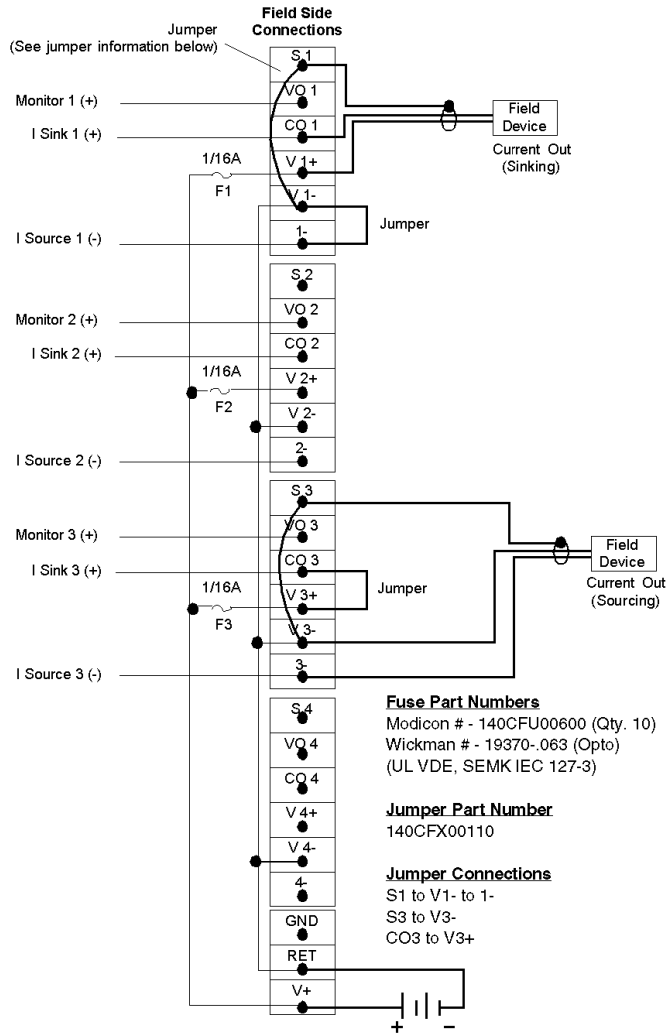 Field Side
Connections
Jumper
(See jumper information below)
S 1
VO 1
Monitor 1 (+)
CO 1
I Sink 1 (+)
Field
Device
Current Out
(Sinking)
1/16A
V 1+
F1
V 1-
Jumper
1-
I Source 1 (-)
S 2
VO 2
Monitor 2 (+)
CO 2
I Sink 2 (+)
1/16A
V 2+
F2
V 2-
2-
I Source 2 (-)
S 3
VO 3
Monitor 3 (+)
CO 3
I Sink 3 (+)
Field
Device
Current Out
(Sourcing)
1/16A
V 3+
Jumper
F3
V 3-
3-
I Source 3 (-)
S 4
VO 4
CO 4
V 4+
V 4-
4-
GND
RET
V+
+ −
Fuse Part Numbers
Modicon # - 140CFU00600 (Qty. 10)
Wickman # - 19370-.063 (Opto)
(UL VDE, SEMK IEC 127-3)
Jumper Part Number
140CFX00110
Jumper Connections
S1 to V1- to 1-
S3 to V3-
CO3 to V3+